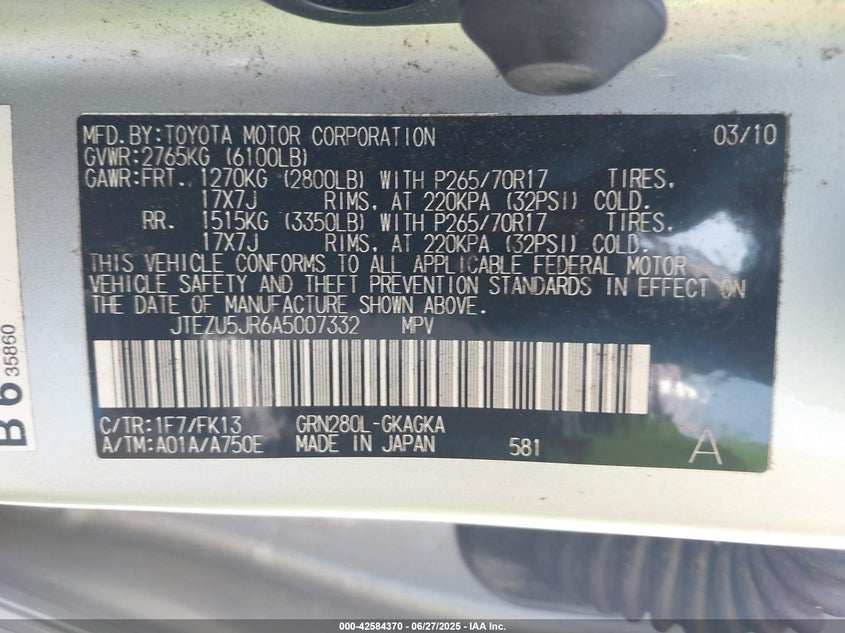 MFD.BY:TOYOTA MOTOR CORPORATION 03/10
GVWR:2765KG (6100LB)
GAWR:FRT. 1270KG (2800LB) WITH P265/70R17 TIRES,
17X7J RIMS, AT 220KPA (32PSI) COLD.
RR. 1515KG (3350LB) WITH P265/70R17 TIRES,
17X7J RIMS, AT 220KPA (32PSI) COLD.
THIS VEHICLE CONFORMS TO ALL APPLICABLE FEDERAL MOTOR
VEHICLE SAFETY AND THEFT PREVENTION STANDARDS IN EFFECT ON
THE DATE OF MANUFACTURE SHOWN ABOVE.
JTEZU5JR6A5007332 MPV
C/TR:1F7/FK13 GRN280L-GKAGKA
A/TM:A01A/A750E MADE IN JAPAN 581 A
B 6 35860
000-42584370 | 06/27/2025 | IAA Inc.